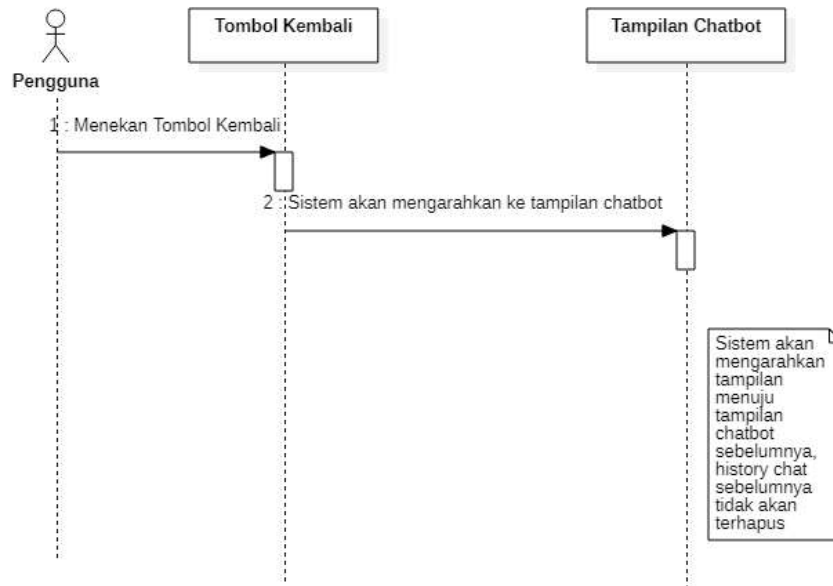 Tombol Kembali
Tampilan Chatbot
Pengguna
1 : Menekan Tombol Kembali
2 : Sistem akan mengarahkan ke tampilan chatbot
Sistem akan
mengarahkan
tampilan
menuju
tampilan
chatbot
sebelumnya,
history chat
sebelumnya
tidak akan
terhapus